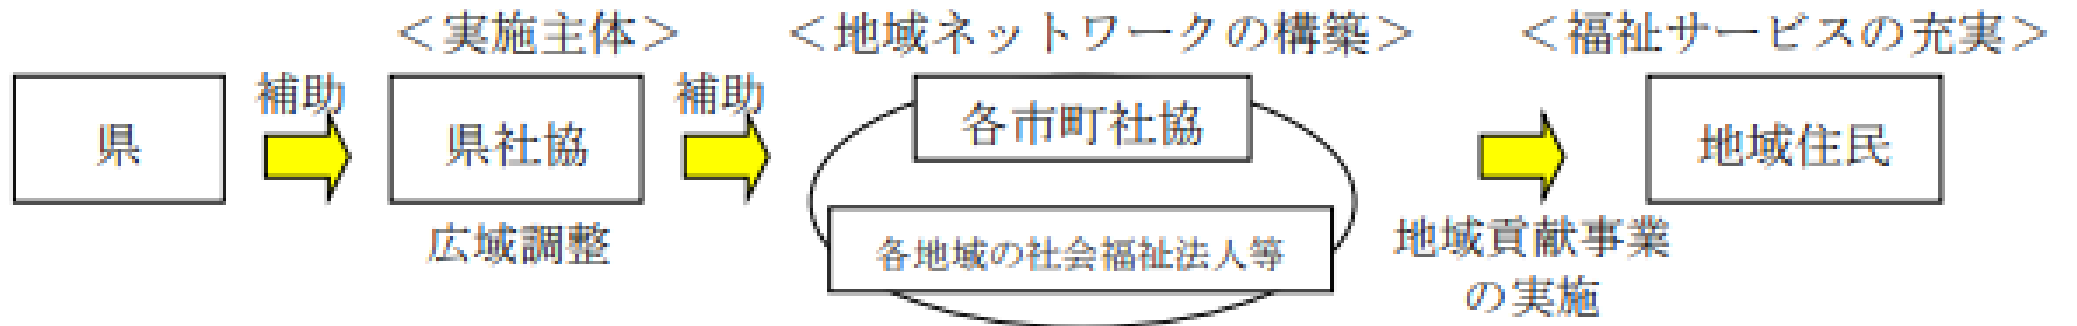 ＜実施主体＞
＜地域ネットワークの構築＞
＜福祉サービスの充実＞
県
補助
県社協
広域調整
補助
各市町社協
各地域の社会福祉法人等
地域貢献事業
の実施
地域住民